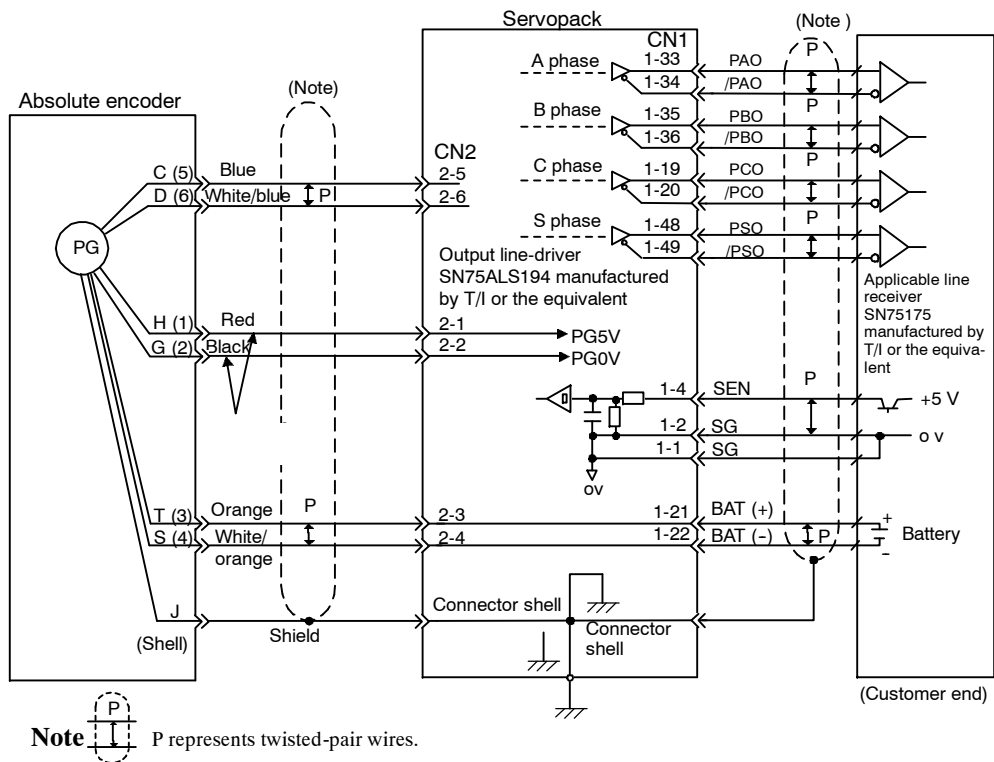 Servopack
(Note )
CN1
A phase
1-33
PAO
P
1-34
/PAO
B phase
1-35
PBO
P
1-36
/PBO
C phase
1-19
PCO
P
1-20
/PCO
S phase
1-48
PSO
P
1-49
/PSO
Absolute encoder
(Note)
CN2
C (5)
Blue
2-5
D (6)
White/blue
P
2-6
PG
Output line-driver
SN75ALS194 manufactured
by T/I or the equivalent
Applicable line
receiver
SN75175
manufactured by
T/I or the equiva-
lent
H (1)
Red
2-1
PG5V
G (2)
Black
2-2
PG0V
1-4
SEN
P
+5 V
1-2
SG
o v
1-1
SG
ov
T (3)
Orange
P
2-3
1-21
BAT (+)
+
S (4)
White/
orange
2-4
1-22
BAT (-)
P
Battery
-
J
(Shell)
Shield
Connector shell
Connector
shell
(Customer end)
Note
P
P represents twisted-pair wires.